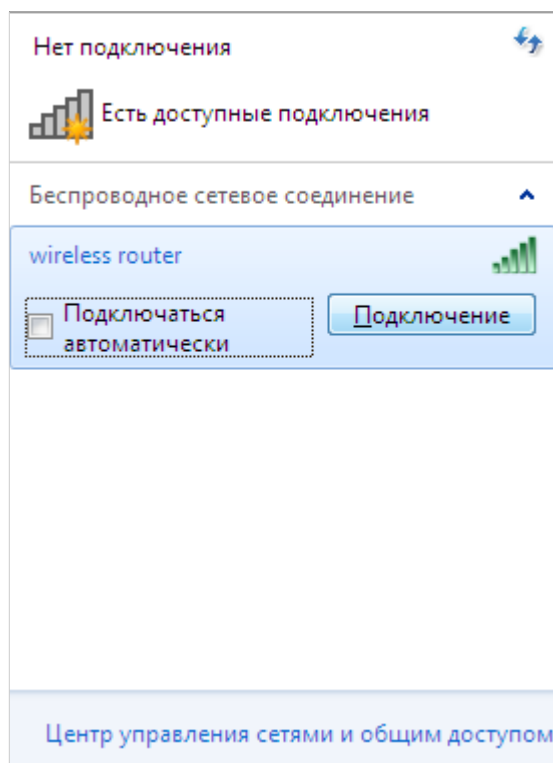 Нет подключения
Есть доступные подключения
Беспроводное сетевое соединение
wireless router
Подключаться
автоматически
Подключение
Центр управления сетями и общим доступом